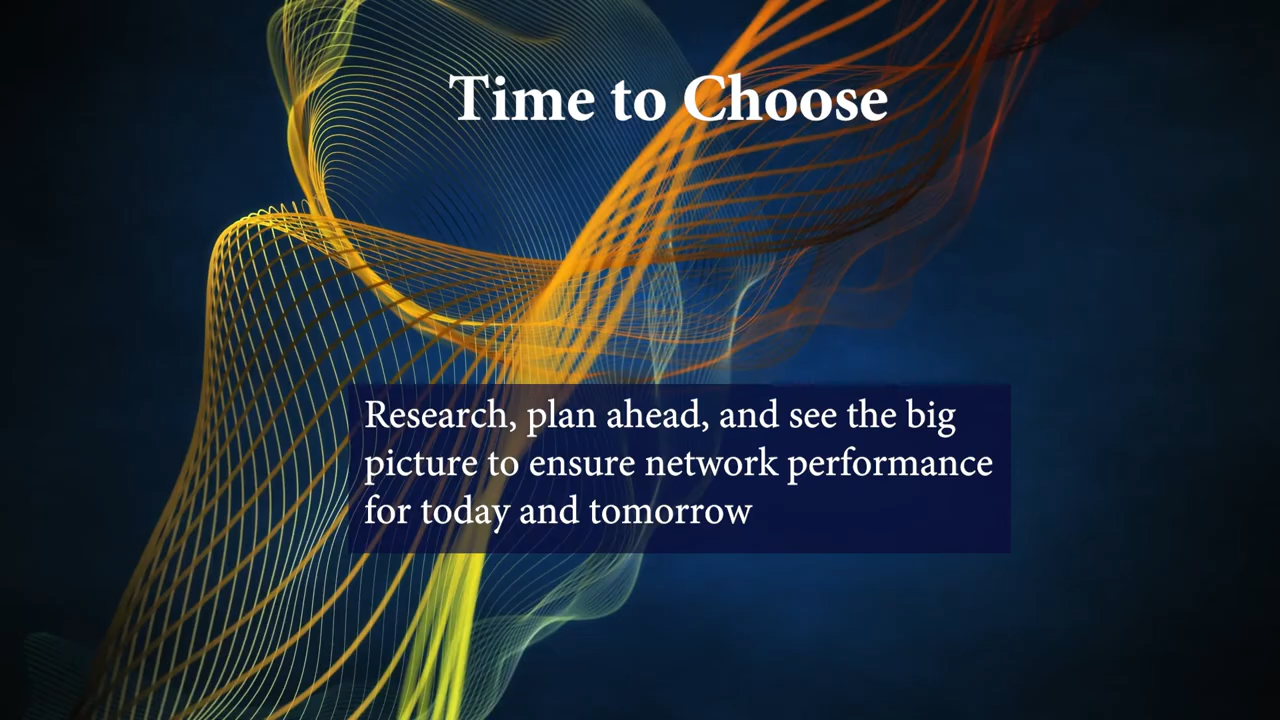 Time to Choose
Research, plan ahead, and see the big
picture to ensure network performance
for today and tomorrow